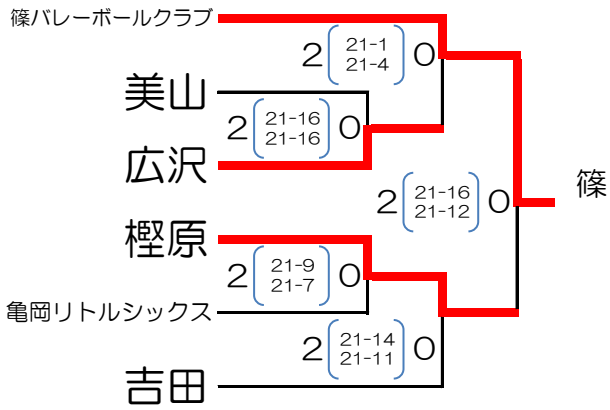 篠バレーボールクラブ
2 21-1 0
21-4
美山
2 21-16 0
21-16
広沢
2 21-16 0
21-12
篠
樫原
2 21-9 0
21-7
亀岡リトルシックス
2 21-14 0
21-11
吉田